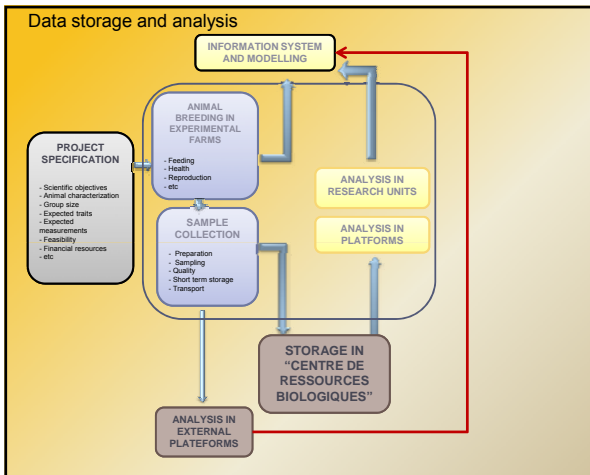 Data storage and analysis
INFORMATION SYSTEM
AND MODELLING
ANIMAL
BREEDING IN
EXPERIMENTAL
FARMS
- Feeding
- Health
- Reproduction
- etc
PROJECT
SPECIFICATION
- Scientific objectives
- Animal characterization
- Group size
- Expected traits
- Expected
measurements
- Feasibility
- Financial resources
- etc
SAMPLE
COLLECTION
- Preparation
- Sampling
- Quality
- Short term storage
- Transport
ANALYSIS IN
RESEARCH UNITS
ANALYSIS IN
PLATFORMS
STORAGE IN
“CENTRE DE
RESSOURCES
BIOLOGIQUES”
ANALYSIS IN
EXTERNAL
PLATEFORMS